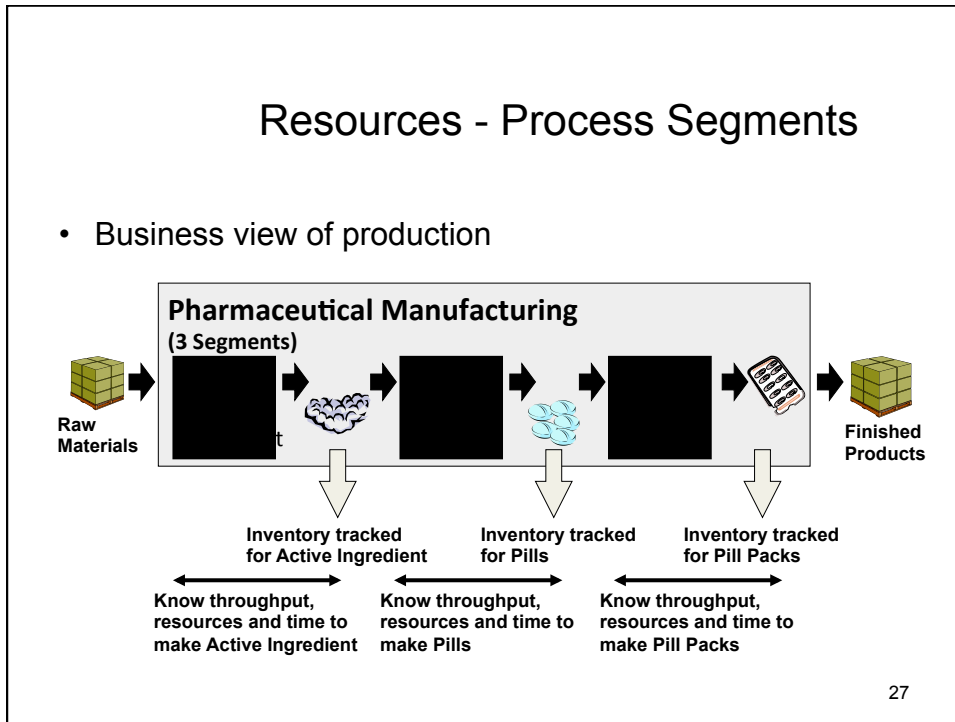 Resources - Process Segments
• Business view of production
Pharmaceutical Manufacturing
(3 Segments)
Raw
Materials
t
Finished
Products
Inventory tracked
for Active Ingredient
Inventory tracked
for Pills
Inventory tracked
for Pill Packs
Know throughput,
resources and time to
make Active Ingredient
Know throughput,
resources and time to
make Pills
Know throughput,
resources and time to
make Pill Packs
27